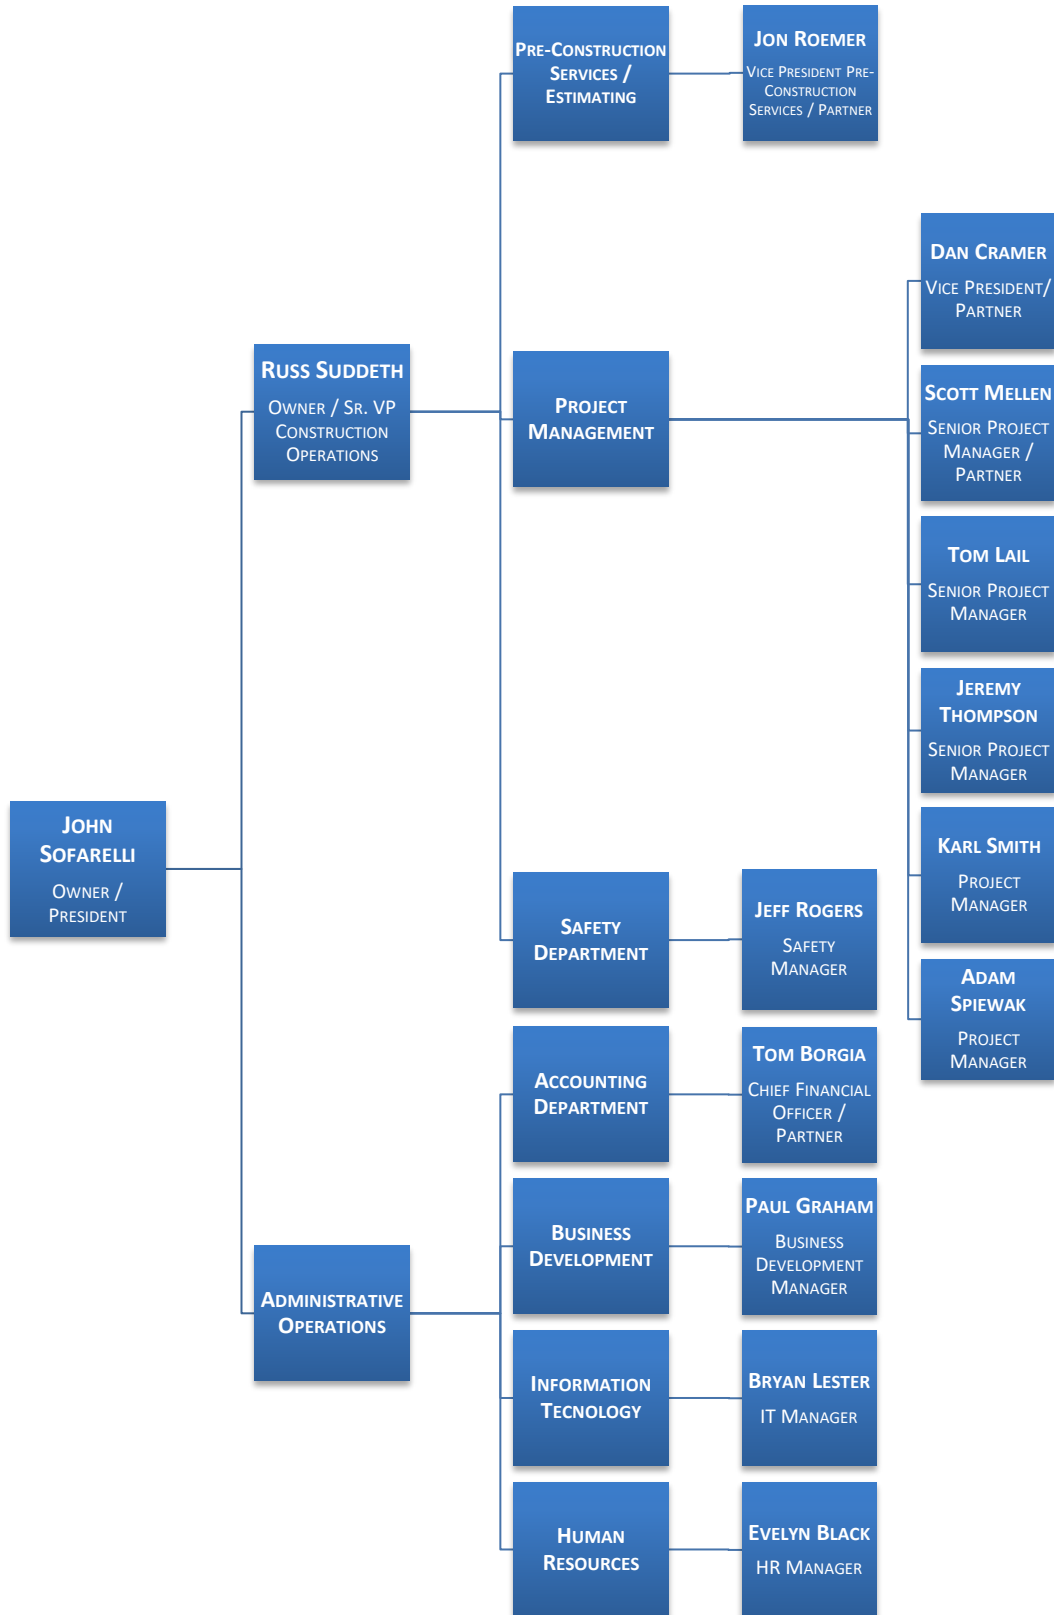 PRE-CONSTRUCTION
SERVICES /
ESTIMATING
JON ROEMER
VICE PRESIDENT PRE-
CONSTRUCTION
SERVICES / PARTNER
DAN CRAMER
VICE PRESIDENT/
PARTNER
RUSS SUDDETH
OWNER / SR. VP
CONSTRUCTION
OPERATIONS
PROJECT
MANAGEMENT
SCOTT MELLEN
SENIOR PROJECT
MANAGER /
PARTNER
TOM LAIL
SENIOR PROJECT
MANAGER
JEREMY
THOMPSON
SENIOR PROJECT
MANAGER
JOHN
SOFARELLI
OWNER /
PRESIDENT
KARL SMITH
PROJECT
MANAGER
SAFETY
DEPARTMENT
JEFF ROGERS
SAFETY
MANAGER
ADAM
SPIEWAK
PROJECT
MANAGER
ACCOUNTING
DEPARTMENT
TOM BORGIA
CHIEF FINANCIAL
OFFICER /
PARTNER
BUSINESS
DEVELOPMENT
PAUL GRAHAM
BUSINESS
DEVELOPMENT
MANAGER
ADMINISTRATIVE
OPERATIONS
INFORMATION
TECNOLOGY
BRYAN LESTER
IT MANAGER
HUMAN
RESOURCES
EVELYN BLACK
HR MANAGER